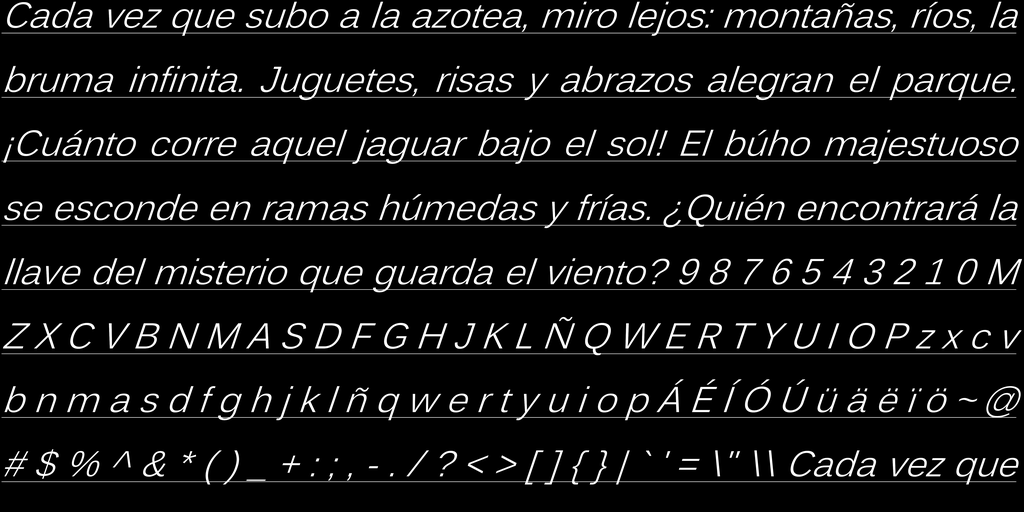 Cada vez que subo a la azotea, miro lejos: montañas, ríos, la
bruma infinita. Juguetes, risas y abrazos alegran el parque.
¡Cuánto corre aquel jaguar bajo el sol! El búho majestuoso
se esconde en ramas húmedas y frías. ¿Quién encontrará la
llave del misterio que guarda el viento? 9 8 7 6 5 4 3 2 1 0 M
Z X C V B N M A S D F G H J K L Ñ Q W E R T Y U I O P z x c v
b n m a s d f g h j k l ñ q w e r t y u i o p Á É Í Ó Ú ü ä ë ï ö ~ @
# $ % ^ & * ( ) _ + : ; , - . / ? < > [ ] { } | ` ' = \" \\ Cada vez que